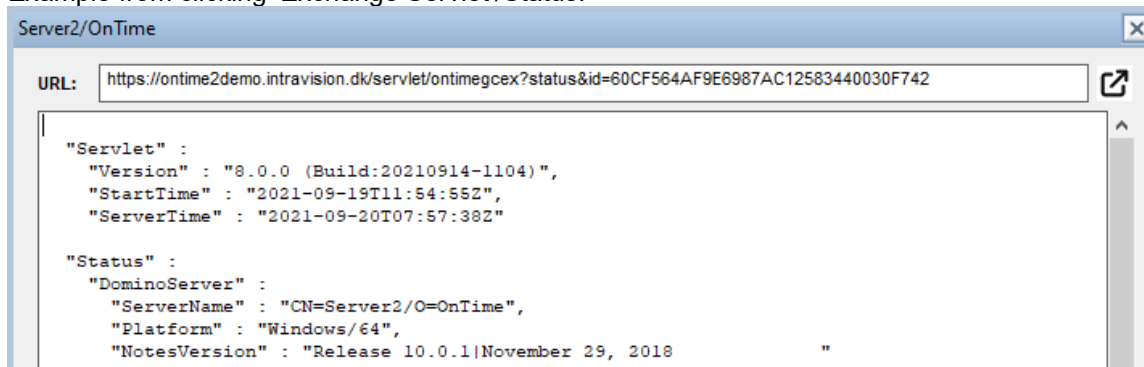 Example from clicking 'Exchange Servlet /Status:
Server2/OnTime
URL: https://ontime2demo.intravision.dk/servlet/ontimegcex?status&id=60CF564AF9E6987AC12583440030F742
"Servlet" :
"Version" : "8.0.0 (Build:20210914-1104)",
"StartTime" : "2021-09-19T11:54:55Z",
"ServerTime" : "2021-09-20T07:57:38Z"
"Status" :
"DominoServer" :
"ServerName" : "CN=Server2/O=OnTime",
"Platform" : "Windows/64",
"NotesVersion" : "Release 10.0.1|November 29, 2018 "